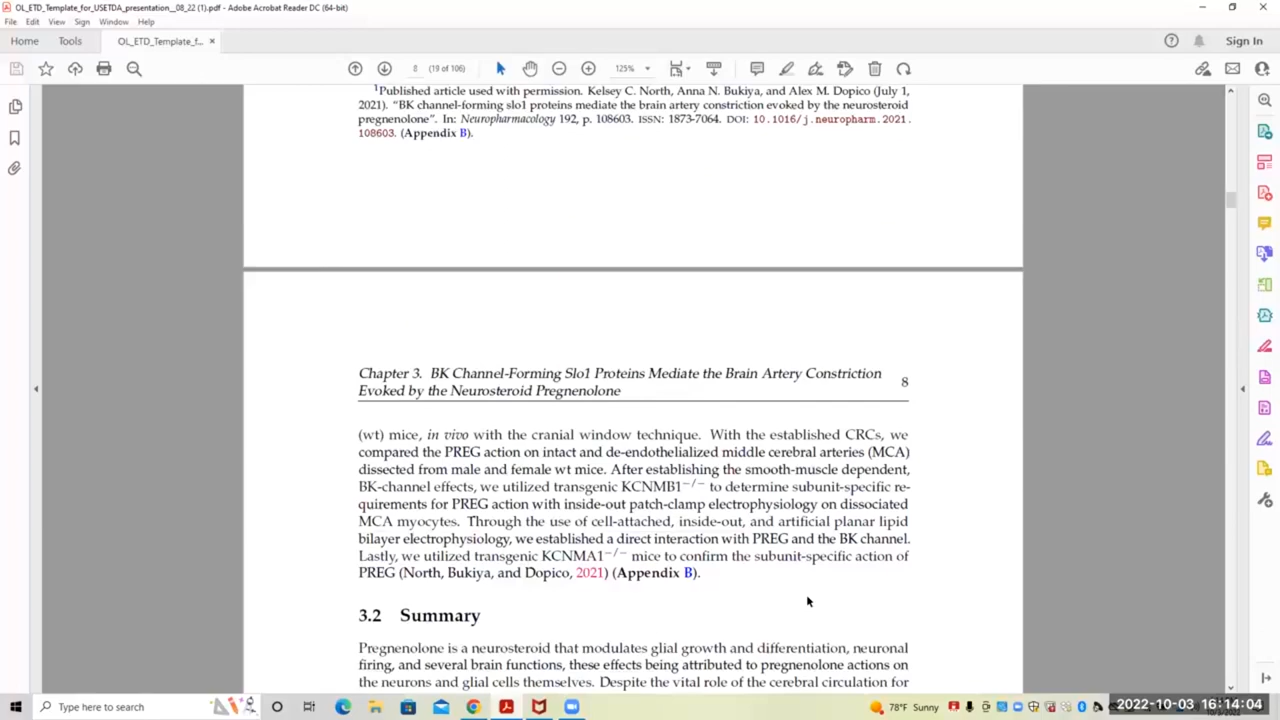 OL_ETD_Template_for_USETDA_presentation__08_22 (1).pdf - Adobe Acrobat Reader DC (64-bit)
File Edit View Sign Window Help
Home Tools OL_ETD_Template_f... × Sign In
8 (19 of 106) 125%
1Published article used with permission. Kelsey C. North, Anna N. Bukiya, and Alex M. Dopico (July 1,
2021). “BK channel-forming slo1 proteins mediate the brain artery constriction evoked by the neurosteroid
pregnenolone”. In: Neuropharmacology 192, p. 108603. ISSN: 1873-7064. DOI: 10.1016/j.neuropharm.2021.
108603. (Appendix B).
Chapter 3. BK Channel-Forming Slo1 Proteins Mediate the Brain Artery Constriction
Evoked by the Neurosteroid Pregnenolone 8
(wt) mice, in vivo with the cranial window technique. With the established CRCs, we
compared the PREG action on intact and de-endothelialized middle cerebral arteries (MCA)
dissected from male and female wt mice. After establishing the smooth-muscle dependent,
BK-channel effects, we utilized transgenic KCNMB1−/− to determine subunit-specific re-
quirements for PREG action with inside-out patch-clamp electrophysiology on dissociated
MCA myocytes. Through the use of cell-attached, inside-out, and artificial planar lipid
bilayer electrophysiology, we established a direct interaction with PREG and the BK channel.
Lastly, we utilized transgenic KCNMA1−/− mice to confirm the subunit-specific action of
PREG (North, Bukiya, and Dopico, 2021) (Appendix B).
3.2 Summary
Pregnenolone is a neurosteroid that modulates glial growth and differentiation, neuronal
firing, and several brain functions, these effects being attributed to pregnenolone actions on
the neurons and glial cells themselves. Despite the vital role of the cerebral circulation for
Type here to search 78°F Sunny 2022-10-03 16:14:04